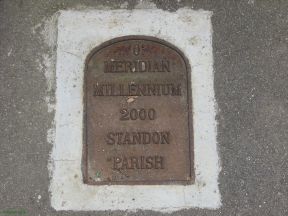 0°
MERIDIAN
MILLENNIUM
2000
STANDON
PARISH